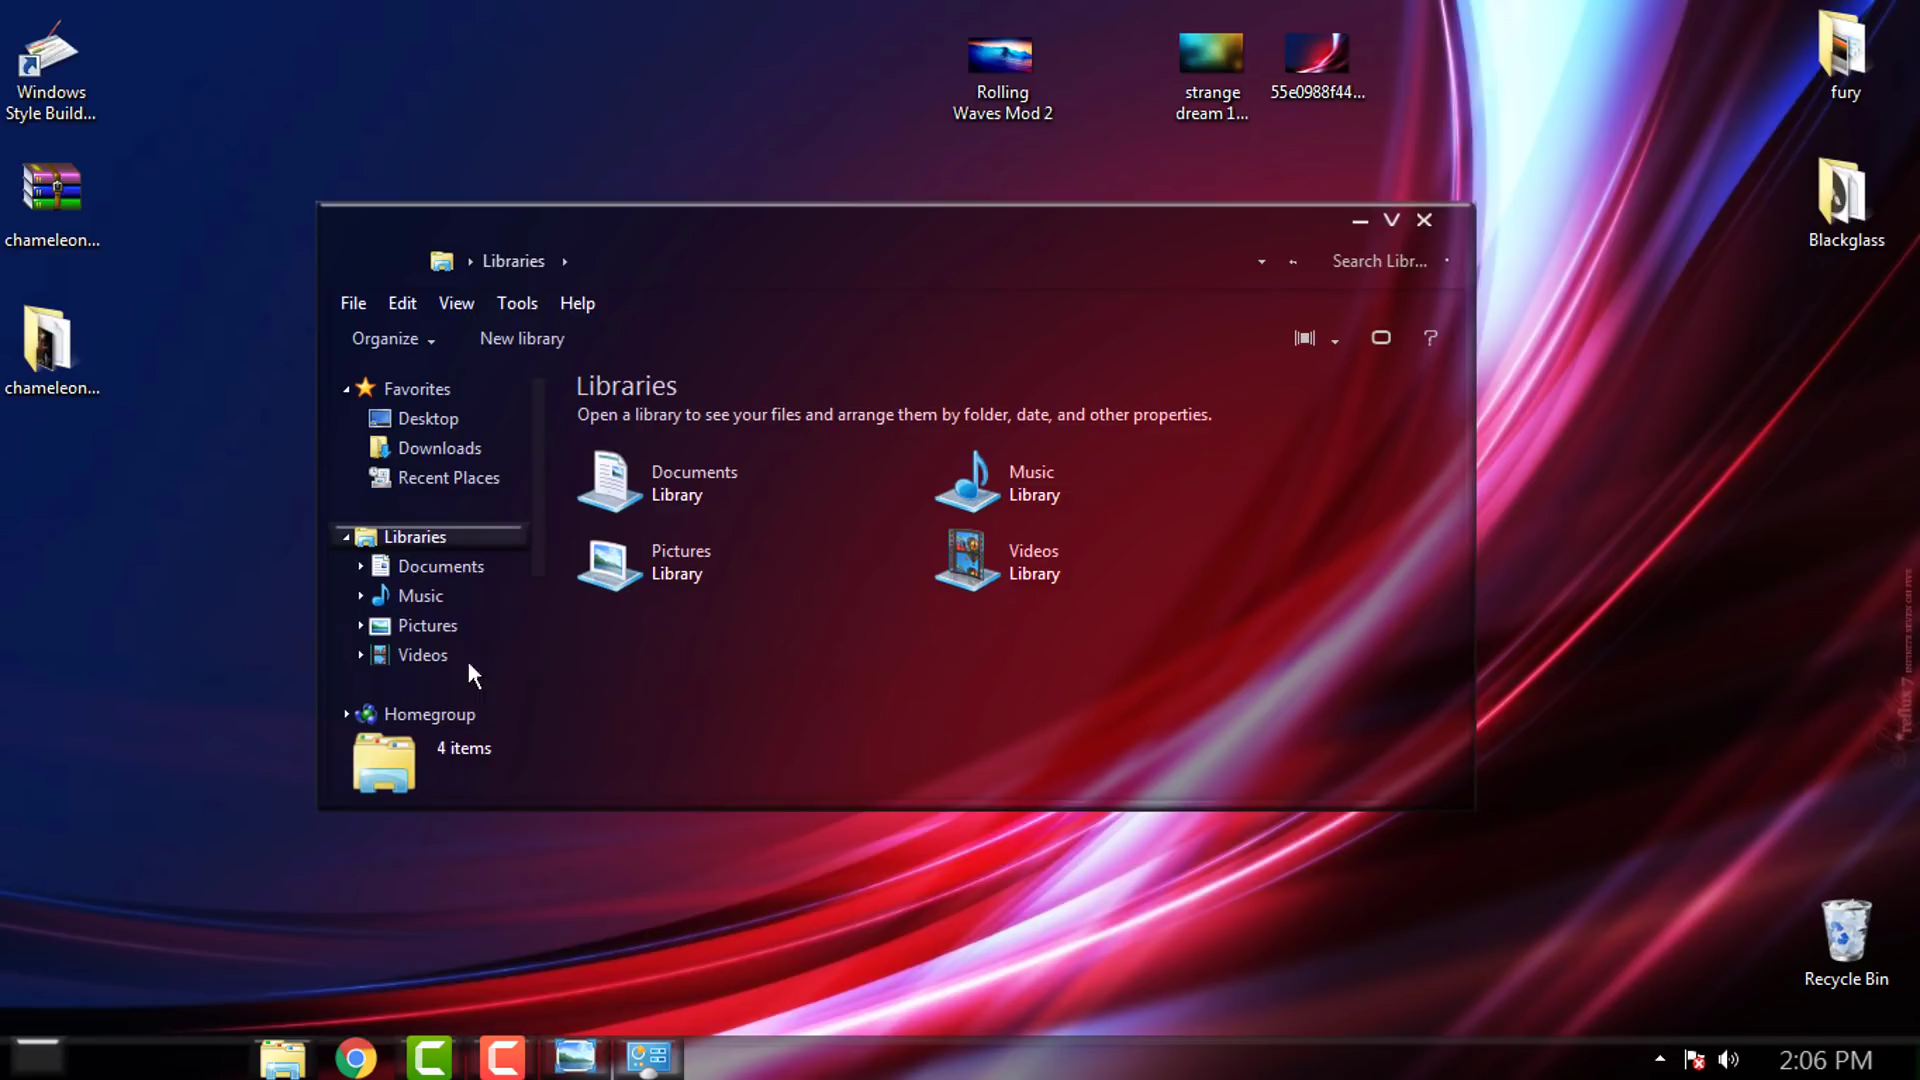 Windows
Style Build...
chameleon...
chameleon...
Rolling
Waves Mod 2
strange
dream 1...
55e0988f44...
fury
Blackglass
Libraries
Search Libr...
File Edit View Tools Help
Organize New library
Favorites
Desktop
Downloads
Recent Places
Libraries
Documents
Music
Pictures
Videos
Homegroup
4 items
Libraries
Open a library to see your files and arrange them by folder, date, and other properties.
Documents
Library
Music
Library
Pictures
Library
Videos
Library
Recycle Bin
2:06 PM